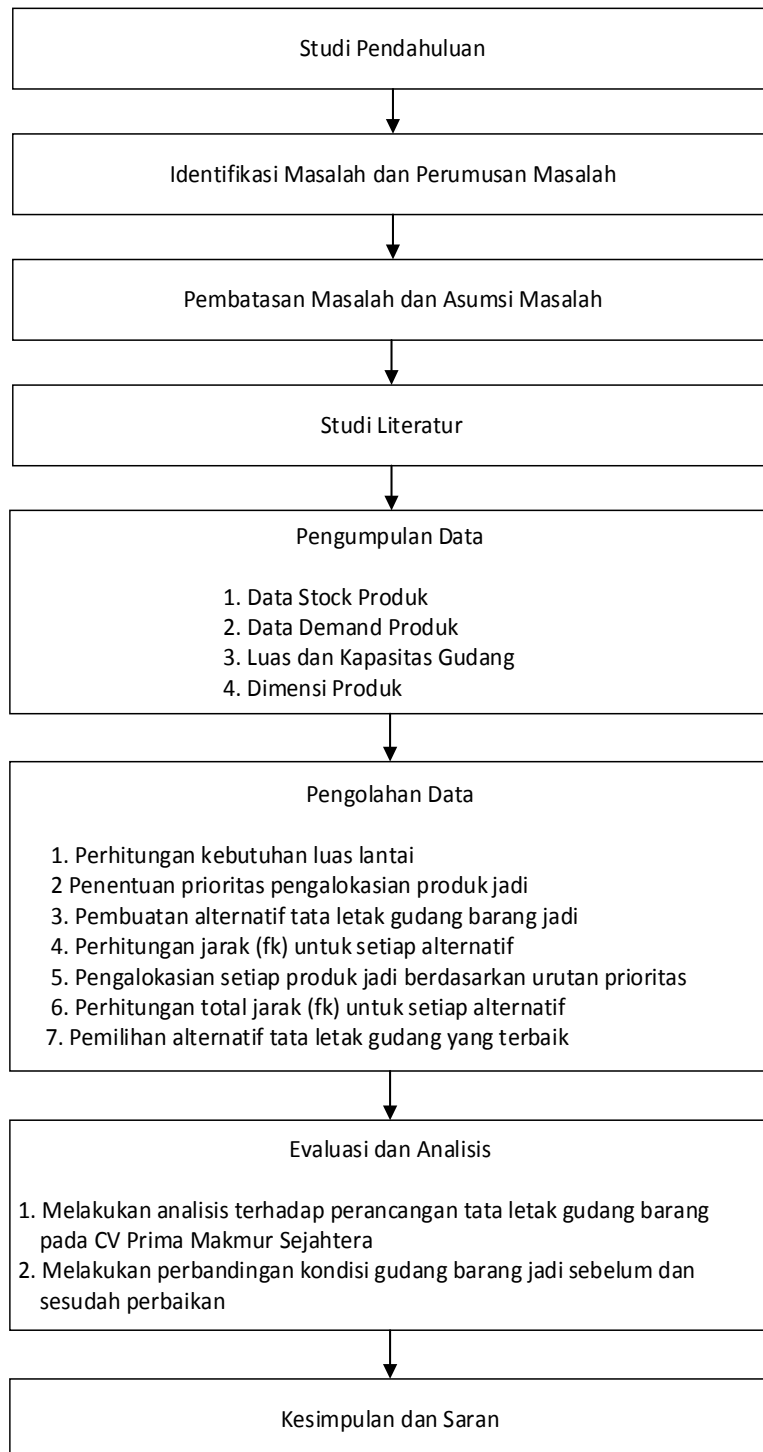 Studi Pendahuluan
Identifikasi Masalah dan Perumusan Masalah
Pembatasan Masalah dan Asumsi Masalah
Studi Literatur
Pengumpulan Data
1. Data Stock Produk
2. Data Demand Produk
3. Luas dan Kapasitas Gudang
4. Dimensi Produk
Pengolahan Data
1. Perhitungan kebutuhan luas lantai
2 Penentuan prioritas pengalokasian produk jadi
3. Pembuatan alternatif tata letak gudang barang jadi
4. Perhitungan jarak (fk) untuk setiap alternatif
5. Pengalokasian setiap produk jadi berdasarkan urutan prioritas
6. Perhitungan total jarak (fk) untuk setiap alternatif
7. Pemilihan alternatif tata letak gudang yang terbaik
Evaluasi dan Analisis
1. Melakukan analisis terhadap perancangan tata letak gudang barang
pada CV Prima Makmur Sejahtera
2. Melakukan perbandingan kondisi gudang barang jadi sebelum dan
sesudah perbaikan
Kesimpulan dan Saran